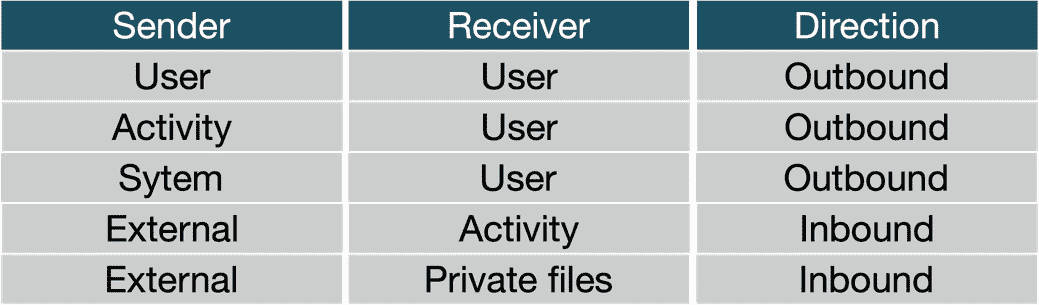 Sender Receiver Direction
User User Outbound
Activity User Outbound
Sytem User Outbound
External Activity Inbound
External Private files Inbound